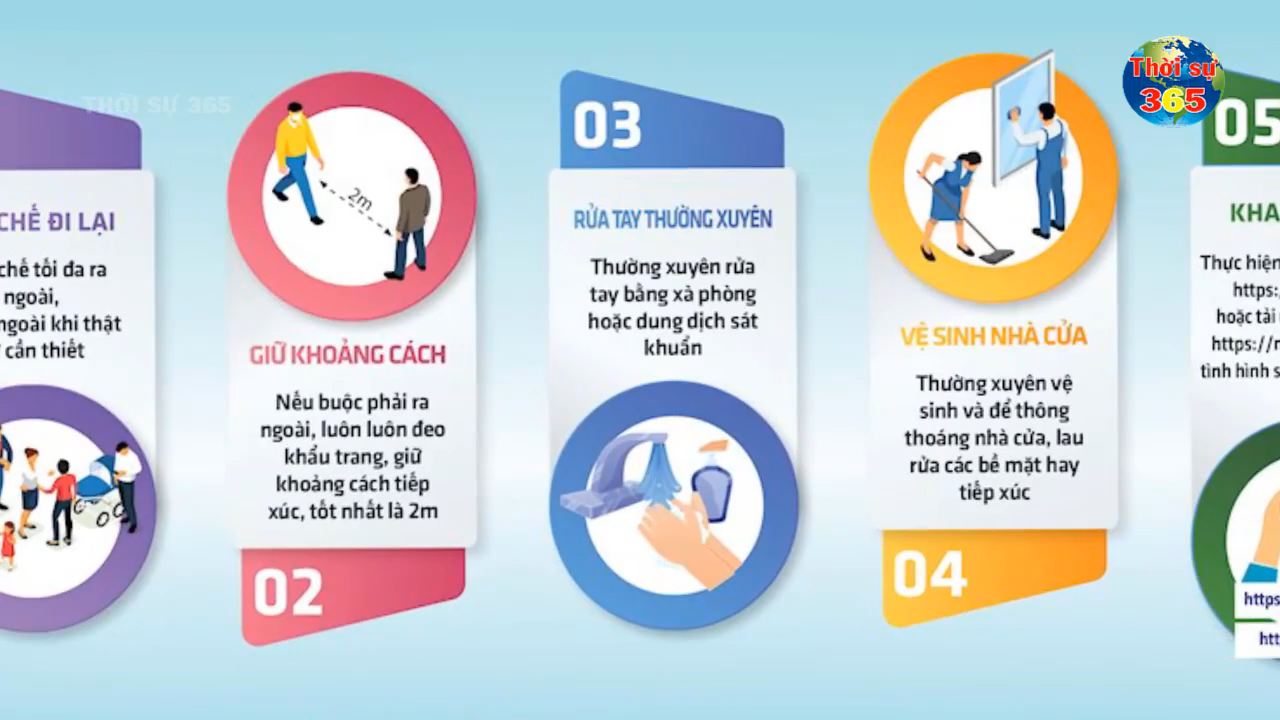 THỜI SỰ 365
CHẾ ĐI LẠI
chế tối đa ra
ngoài,
ngoài khi thật
cần thiết
2m
GIỮ KHOẢNG CÁCH
Nếu buộc phải ra
ngoài, luôn luôn đeo
khẩu trang, giữ
khoảng cách tiếp
xúc, tốt nhất là 2m
02
03
RỬA TAY THƯỜNG XUYÊN
Thường xuyên rửa
tay bằng xà phòng
hoặc dung dịch sát
khuẩn
VỆ SINH NHÀ CỬA
Thường xuyên vệ
sinh và để thông
thoáng nhà cửa, lau
rửa các bề mặt hay
tiếp xúc
04
Thời sự
365
05
KHA
Thực hiện
https:/
hoặc tải
https://
tình hình s
https
htt